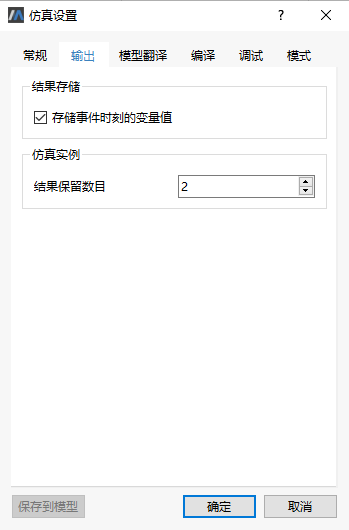 仿真设置
常规 输出 模型翻译 编译 调试 模式
结果存储
存储事件时刻的变量值
仿真实例
结果保留数目 2
保存到模型 确定 取消